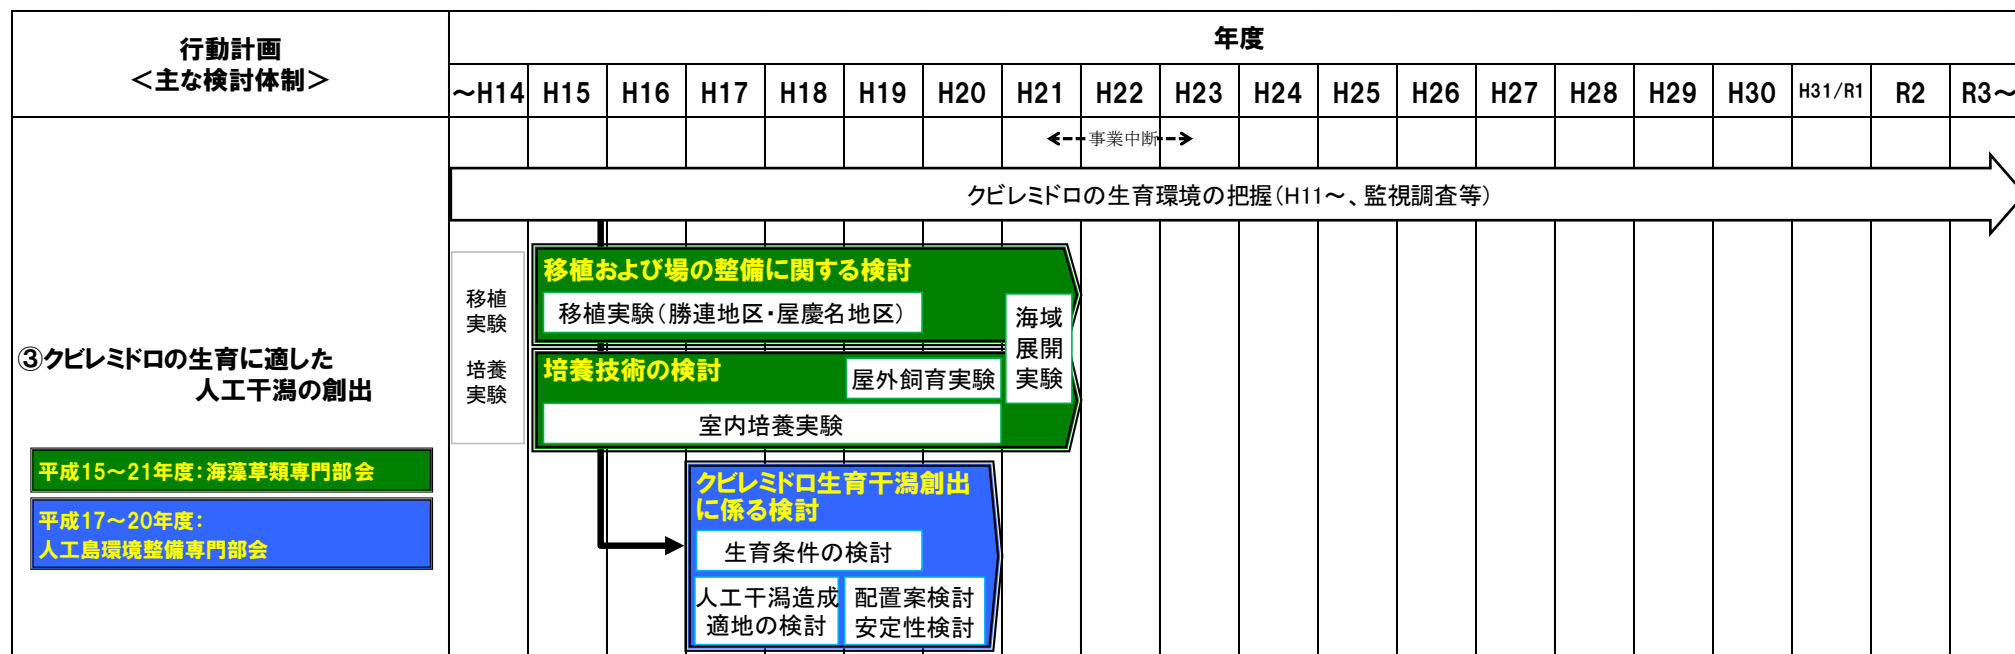 行動計画
＜主な検討体制＞
年度
～H14 H15 H16 H17 H18 H19 H20 H21 H22 H23 H24 H25 H26 H27 H28 H29 H30 H31/R1 R2 R3～
事業中断
クビレミドロの生育環境の把握（H11～、監視調査等）
移植
実験
培養
実験
移植および場の整備に関する検討
移植実験（勝連地区・屋慶名地区）
海域
展開
実験
培養技術の検討
屋外飼育実験
室内培養実験
③クビレミドロの生育に適した
人工干潟の創出
平成15～21年度：海藻草類専門部会
平成17～20年度：
人工島環境整備専門部会
クビレミドロ生育干潟創出
に係る検討
生育条件の検討
人工干潟造成
適地の検討
配置案検討
安定性検討